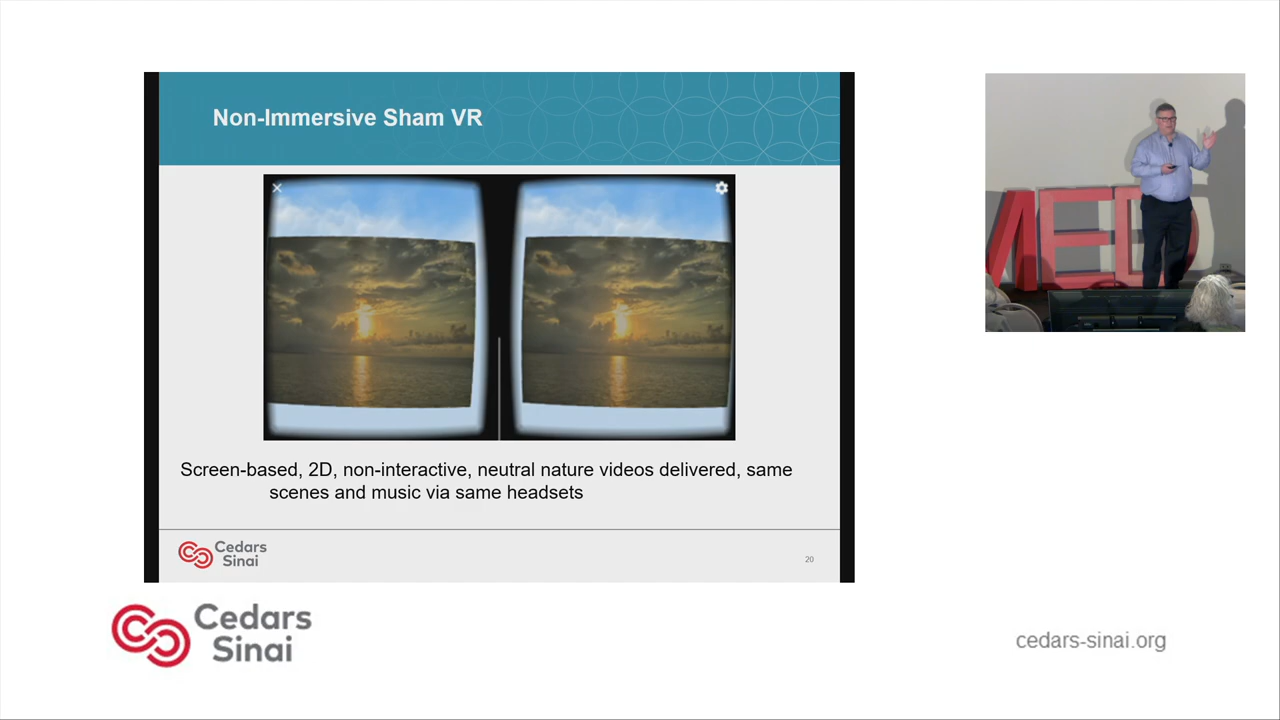 Non-Immersive Sham VR
Screen-based, 2D, non-interactive, neutral nature videos delivered, same
scenes and music via same headsets
Cedars
Sinai
20
MED
Cedars
Sinai
cedars-sinai.org